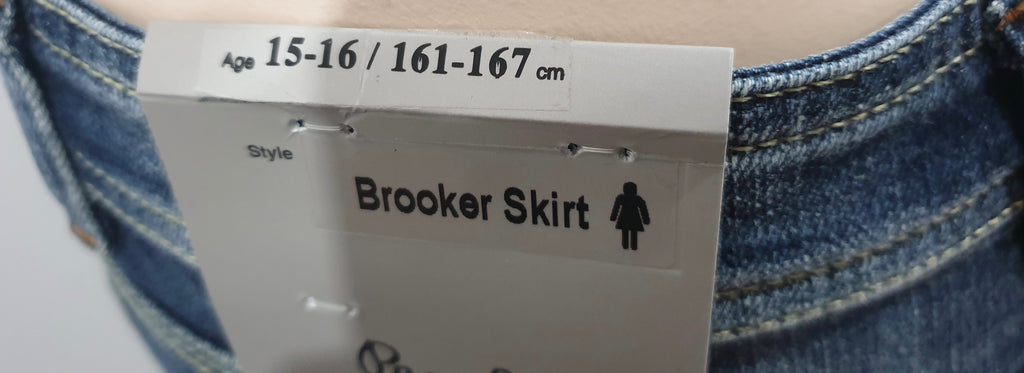 Age 15-16 / 161-167 cm
Style
Brooker Skirt